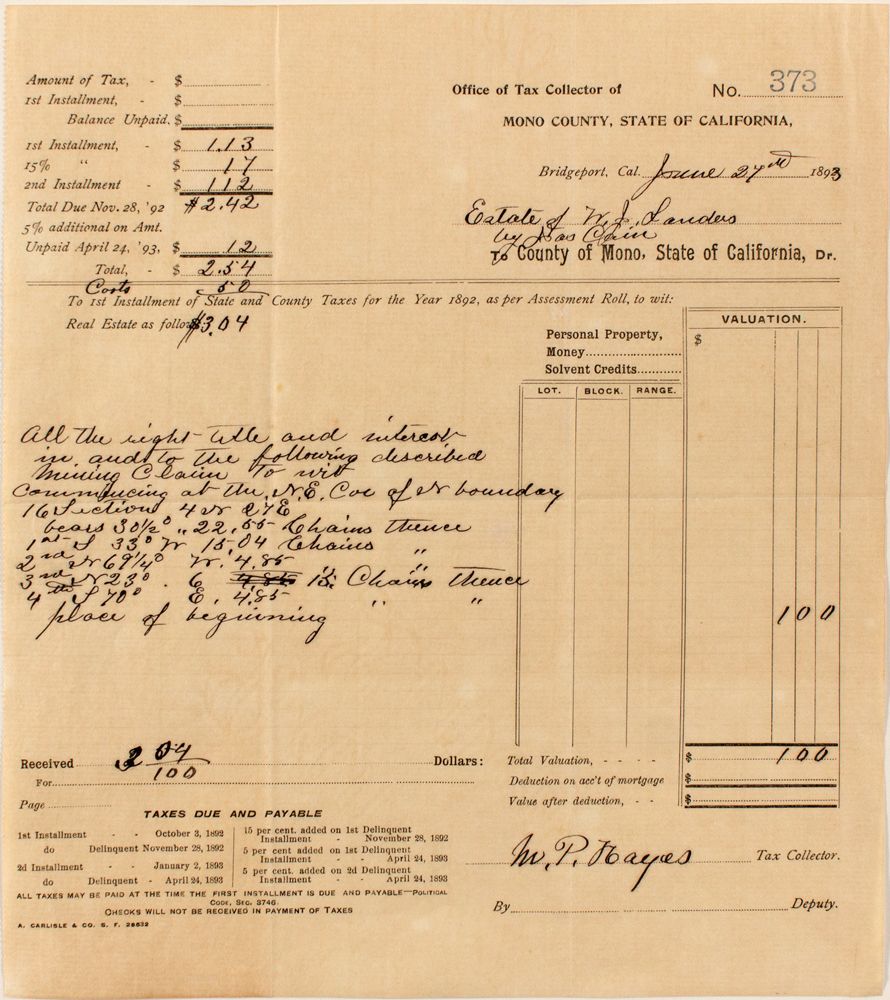 Amount of Tax, - $
1st Installment, - $
Balance Unpaid. $
1st Installment, - $ 1.13
15% " $ 17
2nd Installment - $ 1 12
Total Due Nov. 28, '92 $2.42
5% additional on Amt.
Unpaid April 24, '93, $ 12
Total, - $ 2.54
Costs 50
Office of Tax Collector of No. 373
MONO COUNTY, STATE OF CALIFORNIA,
Bridgeport, Cal. June 27th 1893
Estate of W. J. Landers
by Jas Cain
To County of Mono, State of California, Dr.
To 1st Installment of State and County Taxes for the Year 1892, as per Assessment Roll, to wit:
Real Estate as follows $3.04
Personal Property,
Money
Solvent Credits
VALUATION.
$
LOT. BLOCK. RANGE.
All the right title and interest
in and to the following described
Mining Claim To wit
Commencing at the N.E. Cor of N boundary
16 Section 4 N 27E
bears 30½° " 22,55 Chains thence
1st S 33° W 15,04 Chains "
2nd N 69¼° W. 4.85 "
3rd N 23° . E 4,85 15. Chains thence
4th S 70° E. 4.85 " "
place of beginning
100
Received 3 04/100 Dollars:
For
Page
Total Valuation, - - - - $ 100
Deduction on acc't of mortgage $
Value after deduction, - - $
TAXES DUE AND PAYABLE
1st Installment - - October 3, 1892
do Delinquent November 28, 1892
2d Installment - - January 2, 1893
do Delinquent - April 24, 1893
15 per cent. added on 1st Delinquent
Installment - November 28, 1892
5 per cent. added on 1st Delinquent
Installment - - April 24, 1893
5 per cent. added on 2d Delinquent
Installment - - April 24, 1893
ALL TAXES MAY BE PAID AT THE TIME THE FIRST INSTALLMENT IS DUE AND PAYABLE—POLITICAL
CODE, SEC. 3746.
CHECKS WILL NOT BE RECEIVED IN PAYMENT OF TAXES
A. CARLISLE & CO. S. F. 28632
M. P. Hayes Tax Collector.
By Deputy.